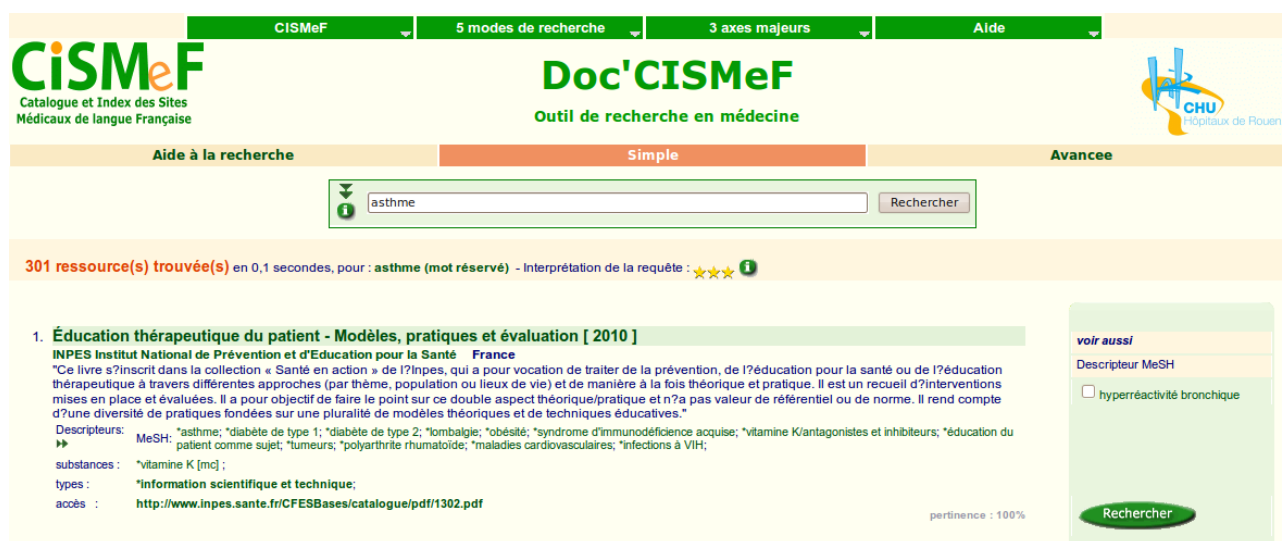 CISMeF 5 modes de recherche 3 axes majeurs Aide
CiSMeF
Catalogue et Index des Sites
Médicaux de langue Française
Doc'CISMeF
Outil de recherche en médecine
CHU
Hôpitaux de Rouen
Aide à la recherche Simple Avancee
asthme Rechercher
301 ressource(s) trouvée(s) en 0,1 secondes, pour : asthme (mot réservé) - Interprétation de la requête :
1. Éducation thérapeutique du patient - Modèles, pratiques et évaluation [ 2010 ]
INPES Institut National de Prévention et d'Education pour la Santé France
"Ce livre s?inscrit dans la collection « Santé en action » de l?Inpes, qui a pour vocation de traiter de la prévention, de l?éducation pour la santé ou de l?éducation
thérapeutique à travers différentes approches (par thème, population ou lieux de vie) et de manière à la fois théorique et pratique. Il est un recueil d?interventions
mises en place et évaluées. Il a pour objectif de faire le point sur ce double aspect théorique/pratique et n?a pas valeur de référentiel ou de norme. Il rend compte
d?une diversité de pratiques fondées sur une pluralité de modèles théoriques et de techniques éducatives."
Descripteurs: MeSH: *asthme; *diabète de type 1; *diabète de type 2; *lombalgie; *obésité; *syndrome d'immunodéficience acquise; *vitamine K/antagonistes et inhibiteurs; *éducation du
patient comme sujet; *tumeurs; *polyarthrite rhumatoïde; *maladies cardiovasculaires; *infections à VIH;
substances : *vitamine K [mc] ;
types : *information scientifique et technique;
accès : http://www.inpes.sante.fr/CFESBases/catalogue/pdf/1302.pdf
pertinence : 100%
voir aussi
Descripteur MeSH
hyperréactivité bronchique
Rechercher